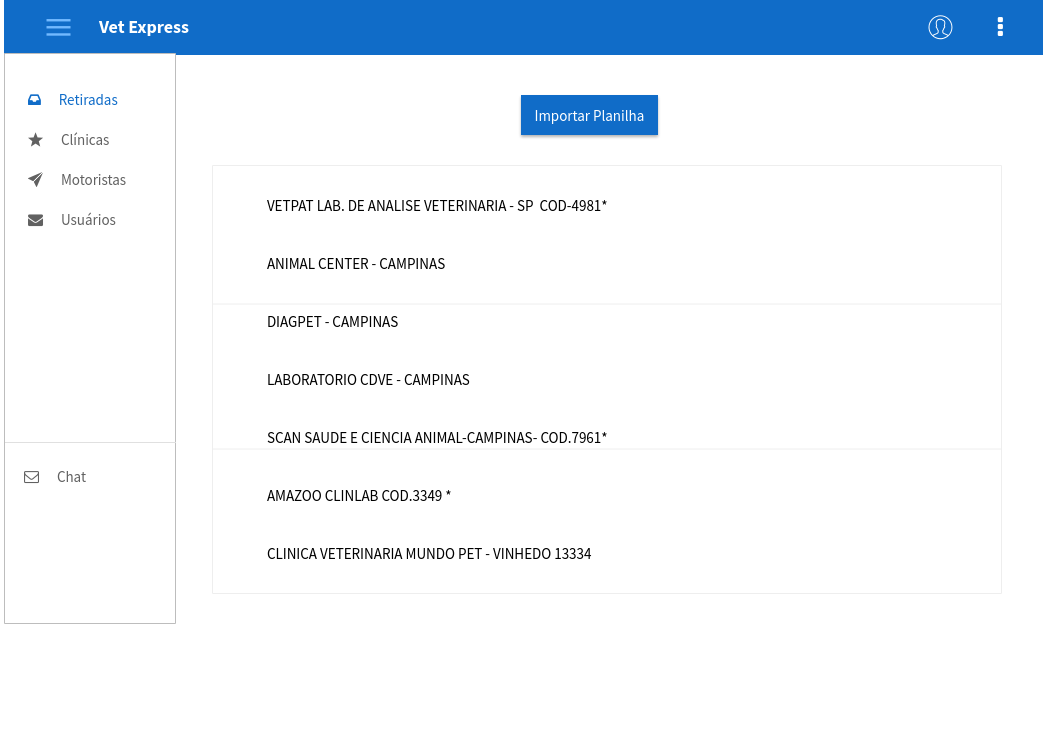 Vet Express
Retiradas
Clínicas
Motoristas
Usuários
Chat
Importar Planilha
VETPAT LAB. DE ANALISE VETERINARIA - SP  COD-4981*
ANIMAL CENTER - CAMPINAS
DIAGPET - CAMPINAS
LABORATORIO CDVE - CAMPINAS
SCAN SAUDE E CIENCIA ANIMAL-CAMPINAS- COD.7961*
AMAZOO CLINLAB COD.3349 *
CLINICA VETERINARIA MUNDO PET - VINHEDO 13334